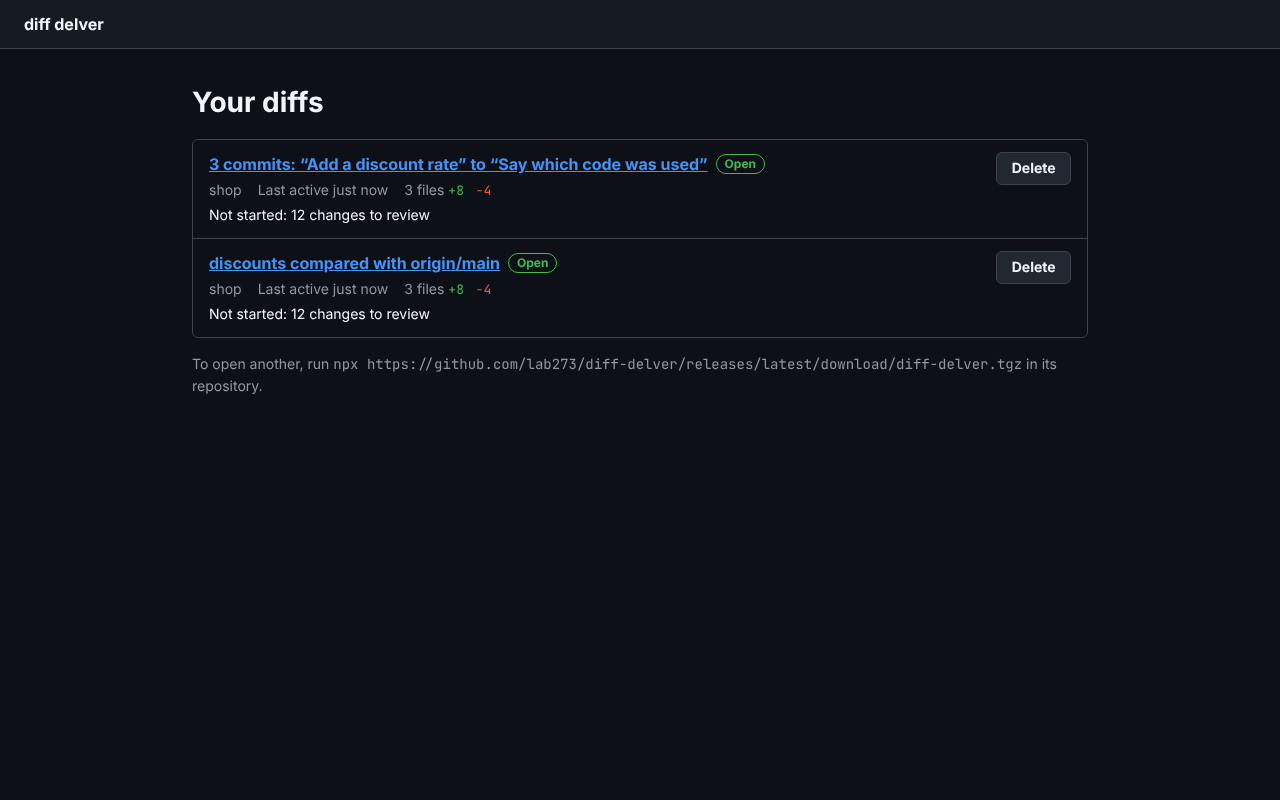 diff delver
Your diffs
3 commits: “Add a discount rate” to “Say which code was used” Open
Delete
shop Last active just now 3 files +8 -4
Not started: 12 changes to review
discounts compared with origin/main Open
Delete
shop Last active just now 3 files +8 -4
Not started: 12 changes to review
To open another, run npx https://github.com/lab273/diff-delver/releases/latest/download/diff-delver.tgz in its
repository.